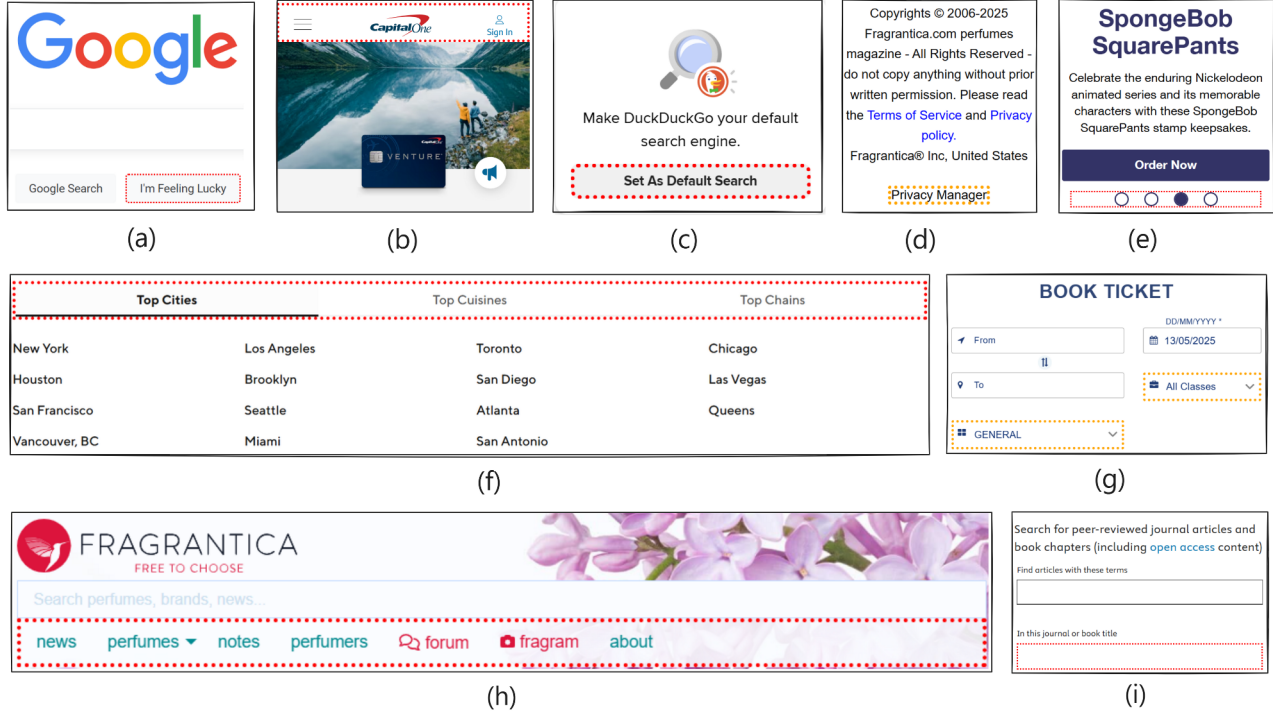 Google
Google Search
I'm Feeling Lucky
(a)
CapitalOne
Sign In
CapitalOne
VENTURE
(b)
Make DuckDuckGo your default
search engine.
Set As Default Search
(c)
Copyrights © 2006-2025
Fragrantica.com perfumes
magazine - All Rights Reserved -
do not copy anything without prior
written permission. Please read
the Terms of Service and Privacy
policy.
Fragrantica® Inc, United States
Privacy Manager
(d)
SpongeBob
SquarePants
Celebrate the enduring Nickelodeon
animated series and its memorable
characters with these SpongeBob
SquarePants stamp keepsakes.
Order Now
(e)
Top Cities Top Cuisines Top Chains
New York Los Angeles Toronto Chicago
Houston Brooklyn San Diego Las Vegas
San Francisco Seattle Atlanta Queens
Vancouver, BC Miami San Antonio
(f)
BOOK TICKET
DD/MM/YYYY *
From 13/05/2025
To All Classes
GENERAL
(g)
FRAGRANTICA
FREE TO CHOOSE
Search perfumes, brands, news...
news perfumes notes perfumers forum fragram about
(h)
Search for peer-reviewed journal articles and
book chapters (including open access content)
Find articles with these terms
In this journal or book title
(i)